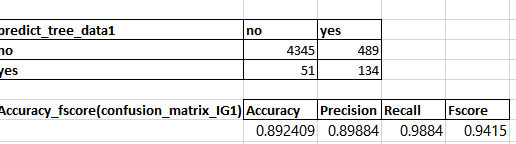 predict_tree_data1 no yes
no 4345 489
yes 51 134
Accuracy_fscore(confusion_matrix_IG1) Accuracy Precision Recall Fscore
0.892409 0.89884 0.9884 0.9415